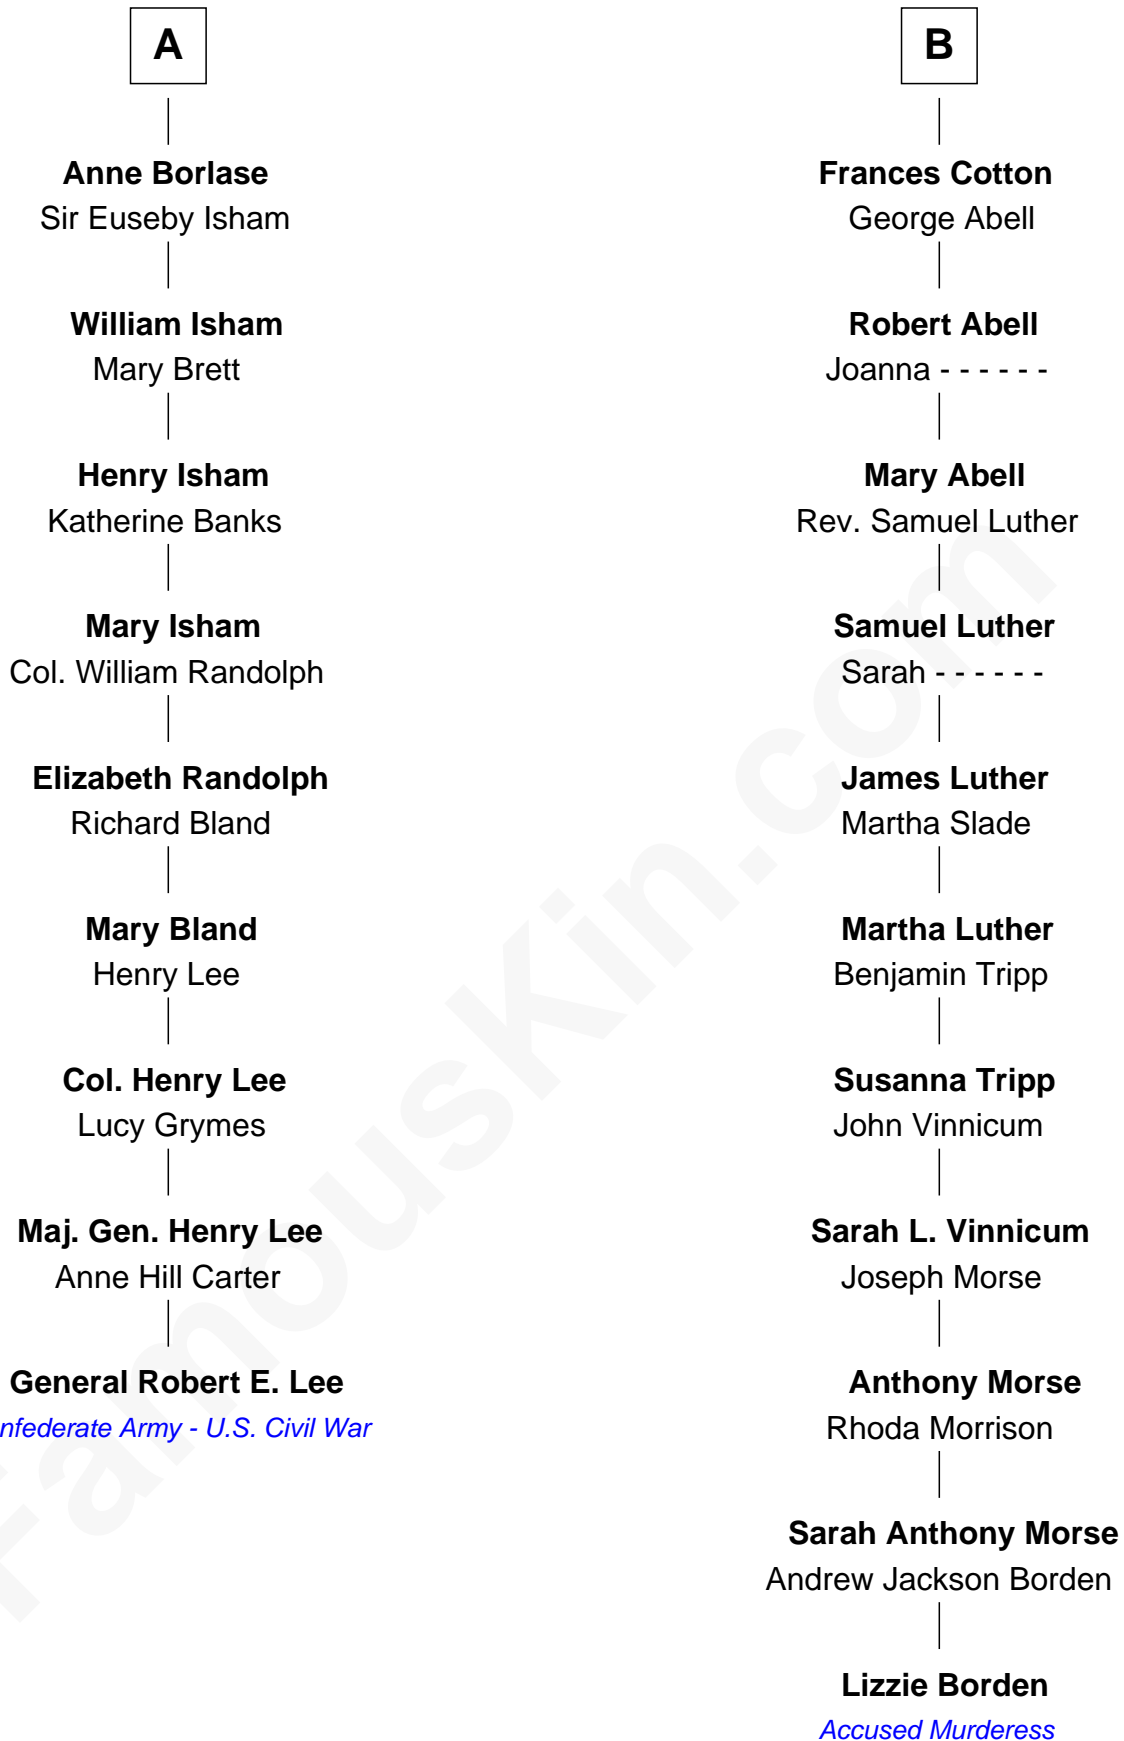 A
Anne Borlase
Sir Euseby Isham
William Isham
Mary Brett
Henry Isham
Katherine Banks
Mary Isham
Col. William Randolph
Elizabeth Randolph
Richard Bland
Mary Bland
Henry Lee
Col. Henry Lee
Lucy Grymes
Maj. Gen. Henry Lee
Anne Hill Carter
General Robert E. Lee
nfederate Army - U.S. Civil War
B
Frances Cotton
George Abell
Robert Abell
Joanna - - - - - -
Mary Abell
Rev. Samuel Luther
Samuel Luther
Sarah - - - - - -
James Luther
Martha Slade
Martha Luther
Benjamin Tripp
Susanna Tripp
John Vinnicum
Sarah L. Vinnicum
Joseph Morse
Anthony Morse
Rhoda Morrison
Sarah Anthony Morse
Andrew Jackson Borden
Lizzie Borden
Accused Murderess
FamousKin.com